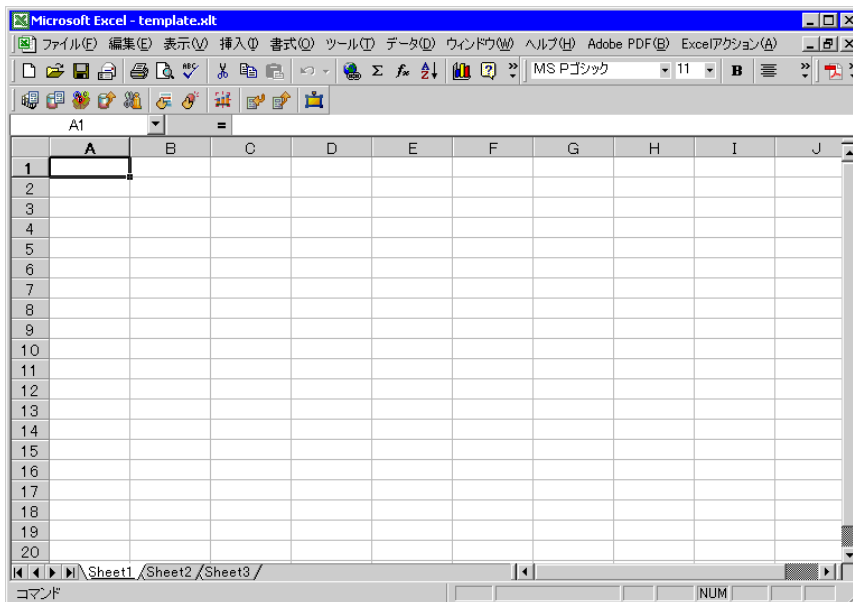 Microsoft Excel - template.xlt
ファイル(F) 編集(E) 表示(V) 挿入(I) 書式(O) ツール(T) データ(D) ウィンドウ(W) ヘルプ(H) Adobe PDF(B) Excelアクション(A)
ABC Σ fx MS Pゴシック 11 B
A1 =
A B C D E F G H I J
1
2
3
4
5
6
7
8
9
10
11
12
13
14
15
16
17
18
19
20
Sheet1 Sheet2 Sheet3
コマンド NUM